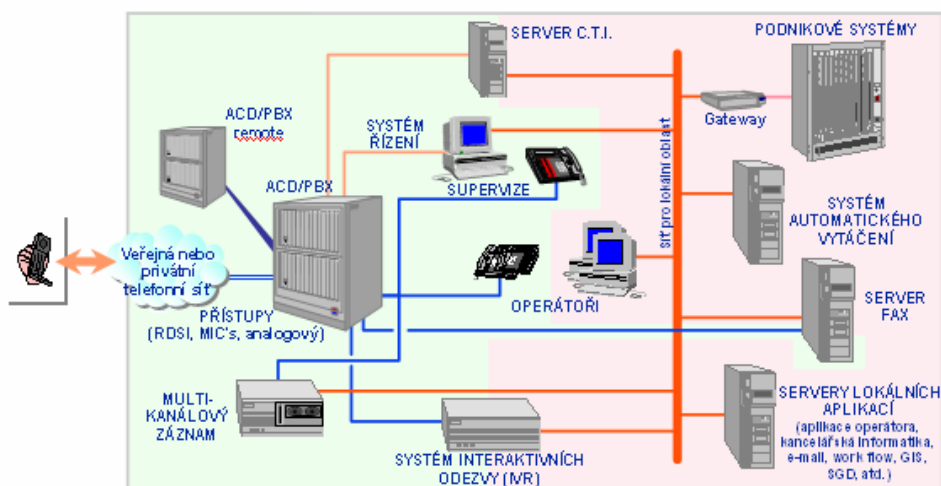 SERVER C.T.I.
PODNIKOVÉ SYSTÉMY
ACD/PBX
remote
SYSTÉM
ŘÍZENÍ
Gateway
ACD/PBX
SUPERVIZE
síť pro lokální oblast
SYSTÉM
AUTOMATICKÉHO
VYTÁČENÍ
Veřejná nebo
privátní
telefonní síť
OPERÁTOŘI
SERVER
FAX
PŘÍSTUPY
(RDSI, MIC's, analogový)
MULTI-
KANÁLOVÝ
ZÁZNAM
SERVERY LOKÁLNÍCH
APLIKACÍ
(aplikace operátora,
kancelářská informatika,
e-mail, work flow, GIS,
SGD, atd.)
SYSTÉM INTERAKTIVNÍCH
ODEZVY (IVR)